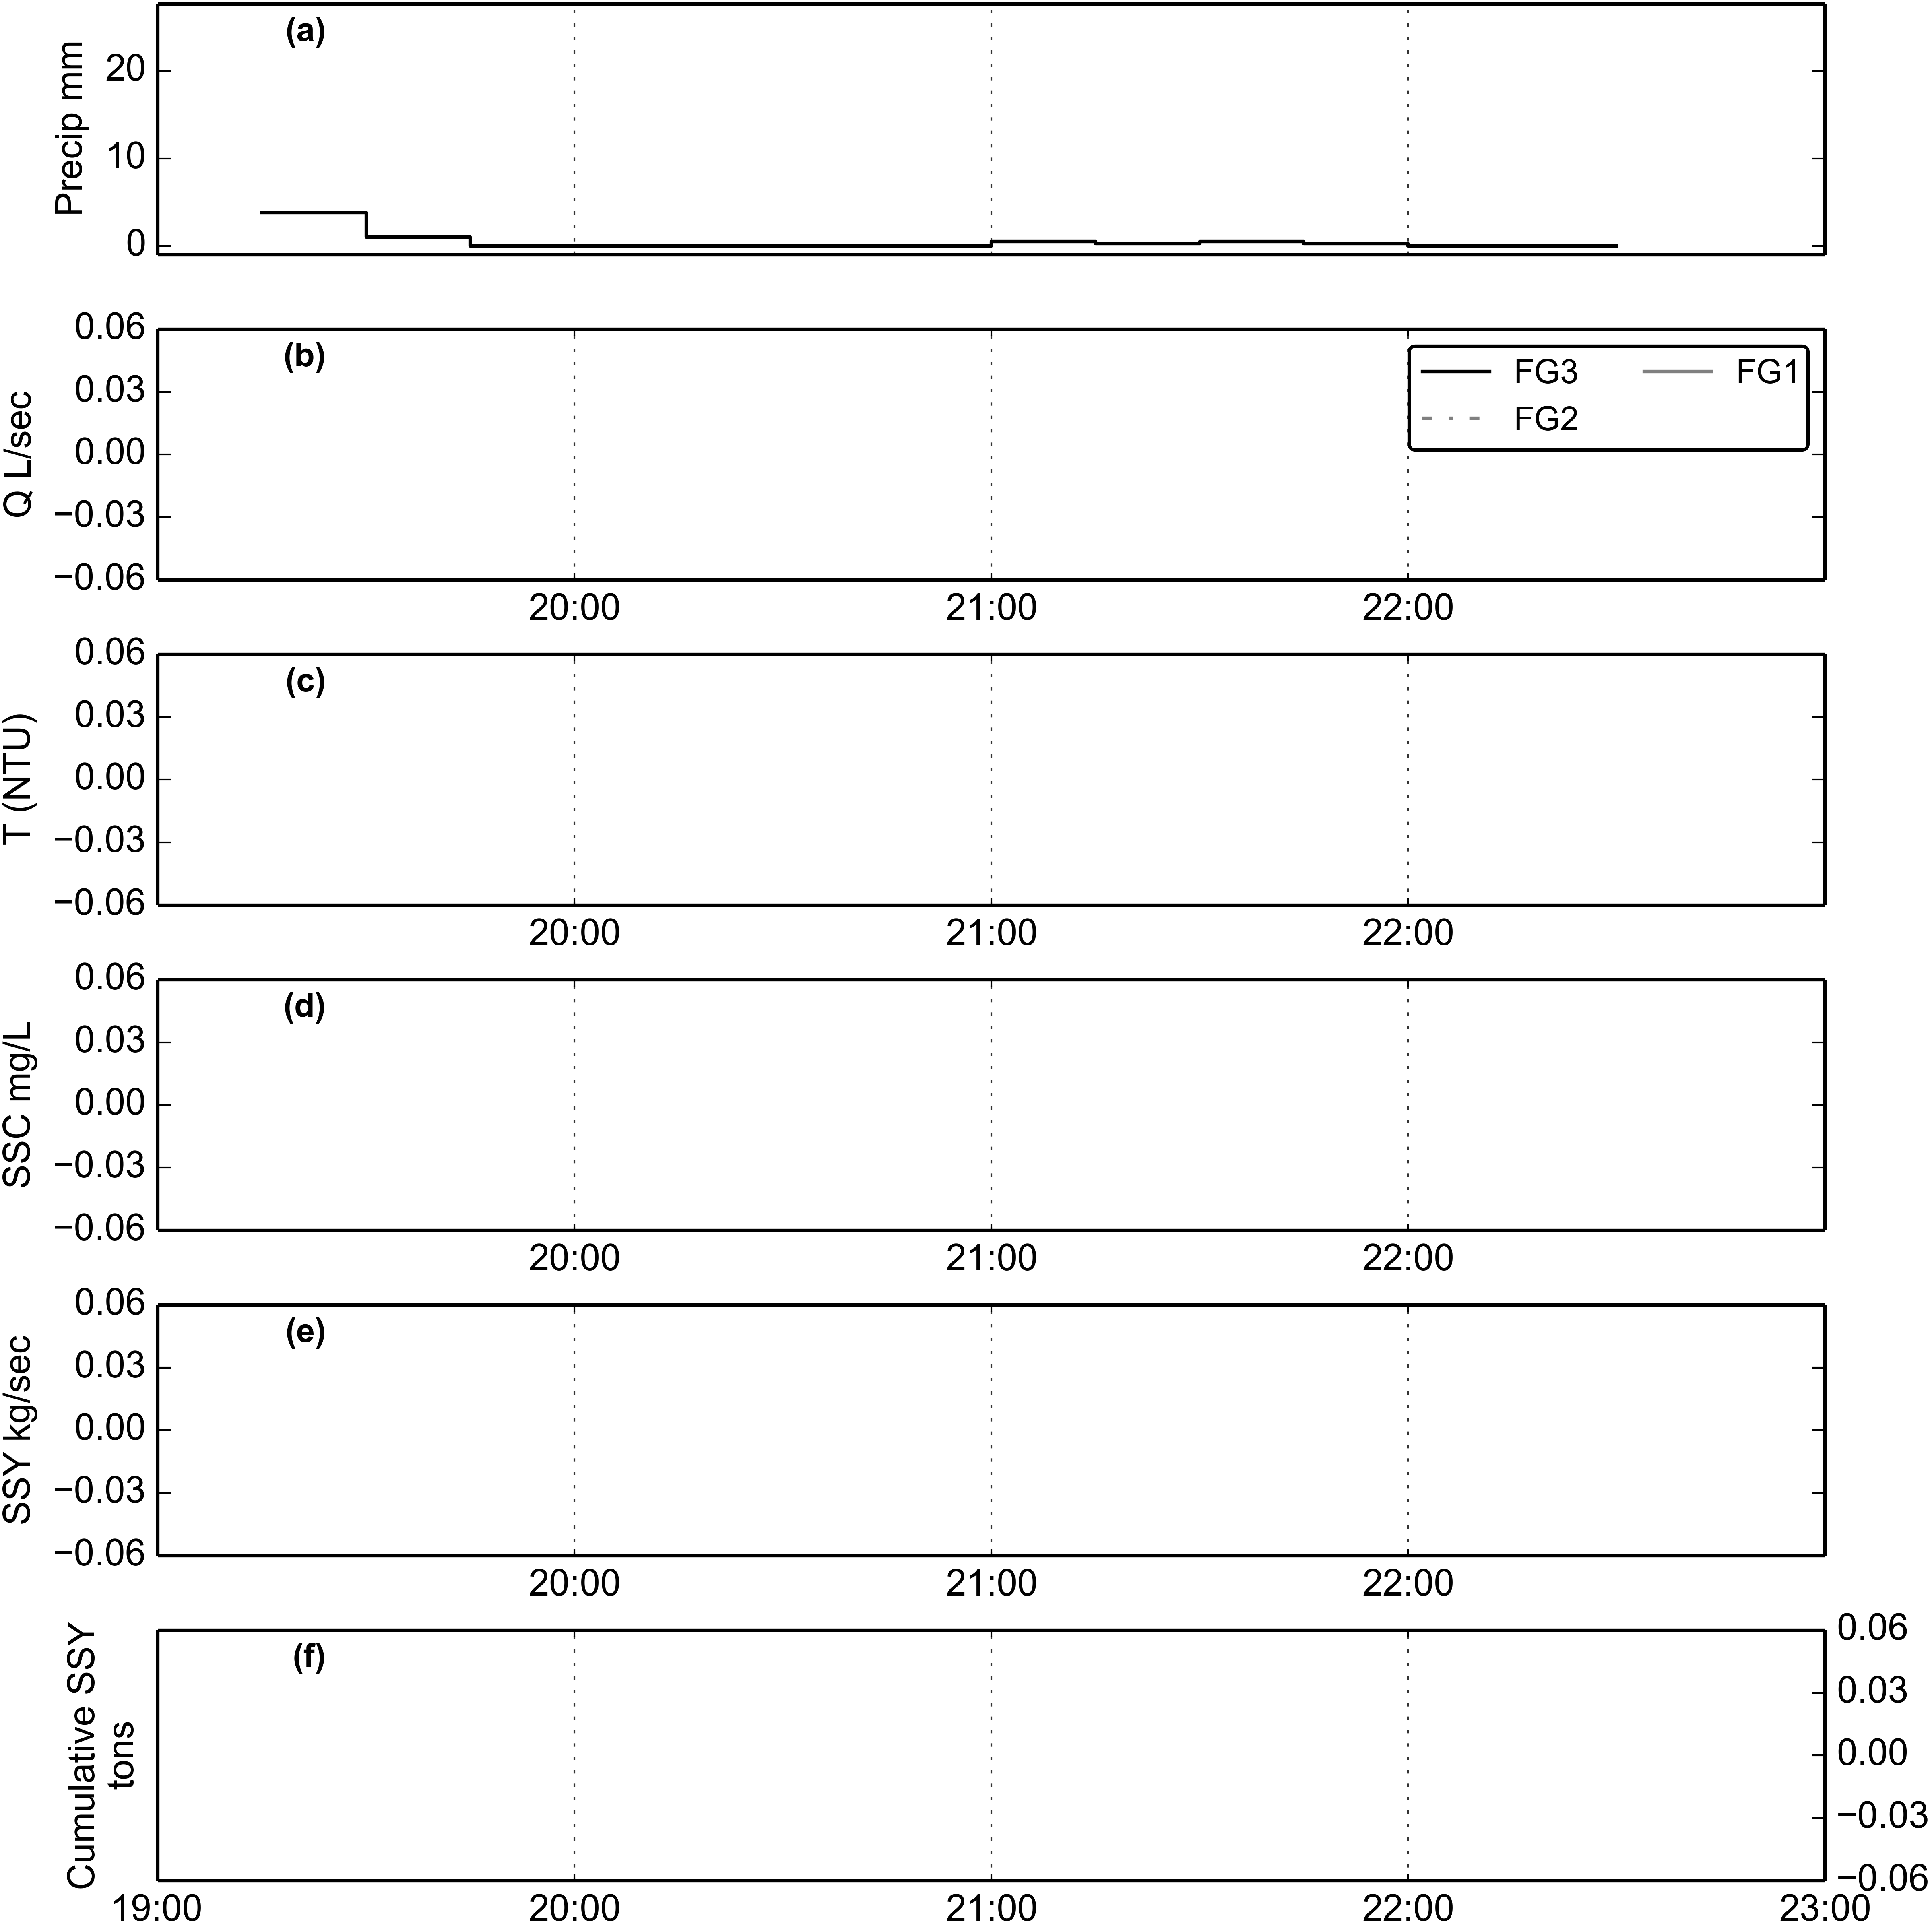 (a)
Precip mm
20
10
0
(b)
Q L/sec
0.06
0.03
0.00
−0.03
−0.06
FG3
FG1
FG2
20:00 21:00 22:00
(c)
T (NTU)
0.06
0.03
0.00
−0.03
−0.06
20:00 21:00 22:00
(d)
SSC mg/L
0.06
0.03
0.00
−0.03
−0.06
20:00 21:00 22:00
(e)
SSY kg/sec
0.06
0.03
0.00
−0.03
−0.06
20:00 21:00 22:00
(f)
Cumulative SSY
tons
0.06
0.03
0.00
−0.03
−0.06
19:00 20:00 21:00 22:00 23:00